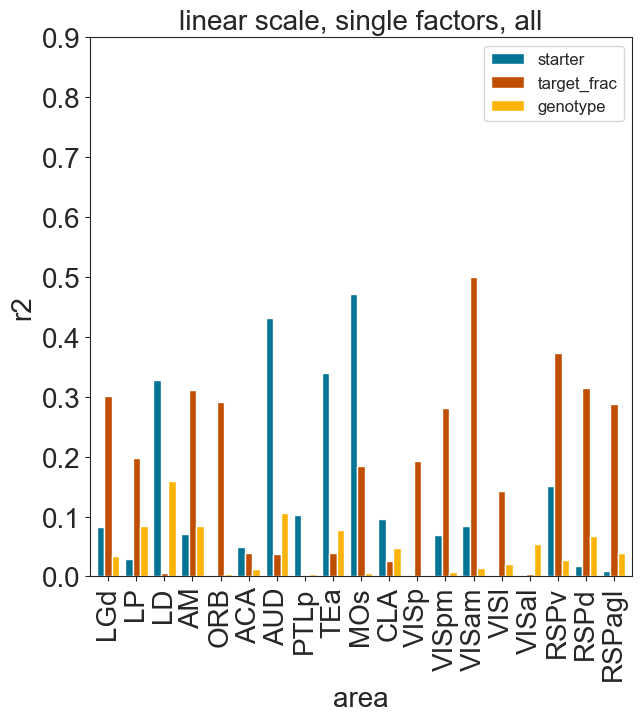 linear scale, single factors, all
starter
target_frac
genotype
r2
0.9
0.8
0.7
0.6
0.5
0.4
0.3
0.2
0.1
0.0
LGd
LP
LD
AM
ORB
ACA
AUD
PTLp
TEa
MOs
CLA
VISp
VISpm
VISam
VISl
VISal
RSPv
RSPd
RSPagl
area